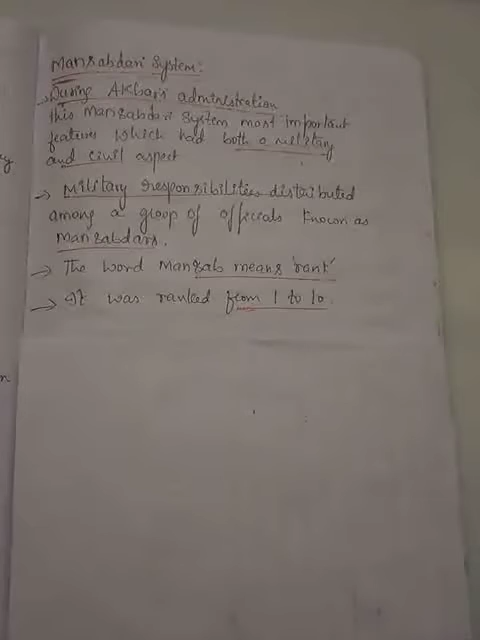 Mansabdari System:
→ During Akbar's administration
this Mansabdari System most important
features which had both a military
and civil aspect
→ Military responsibilities distributed
among a group of officials known as
Mansabdars.
→ The word Mansab means 'rank'
→ It was ranked from 1 to 10.